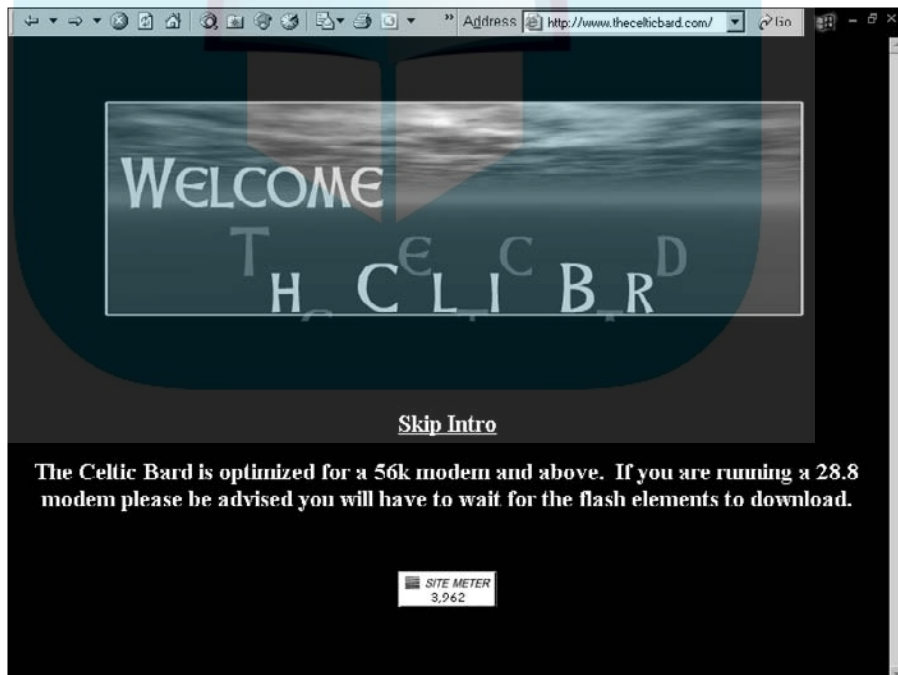 » Address http://www.thecelticbard.com/ Go
WELCOME
T H C E L I C B R D
Skip Intro
The Celtic Bard is optimized for a 56k modem and above. If you are running a 28.8
modem please be advised you will have to wait for the flash elements to download.
SITE METER
3,962